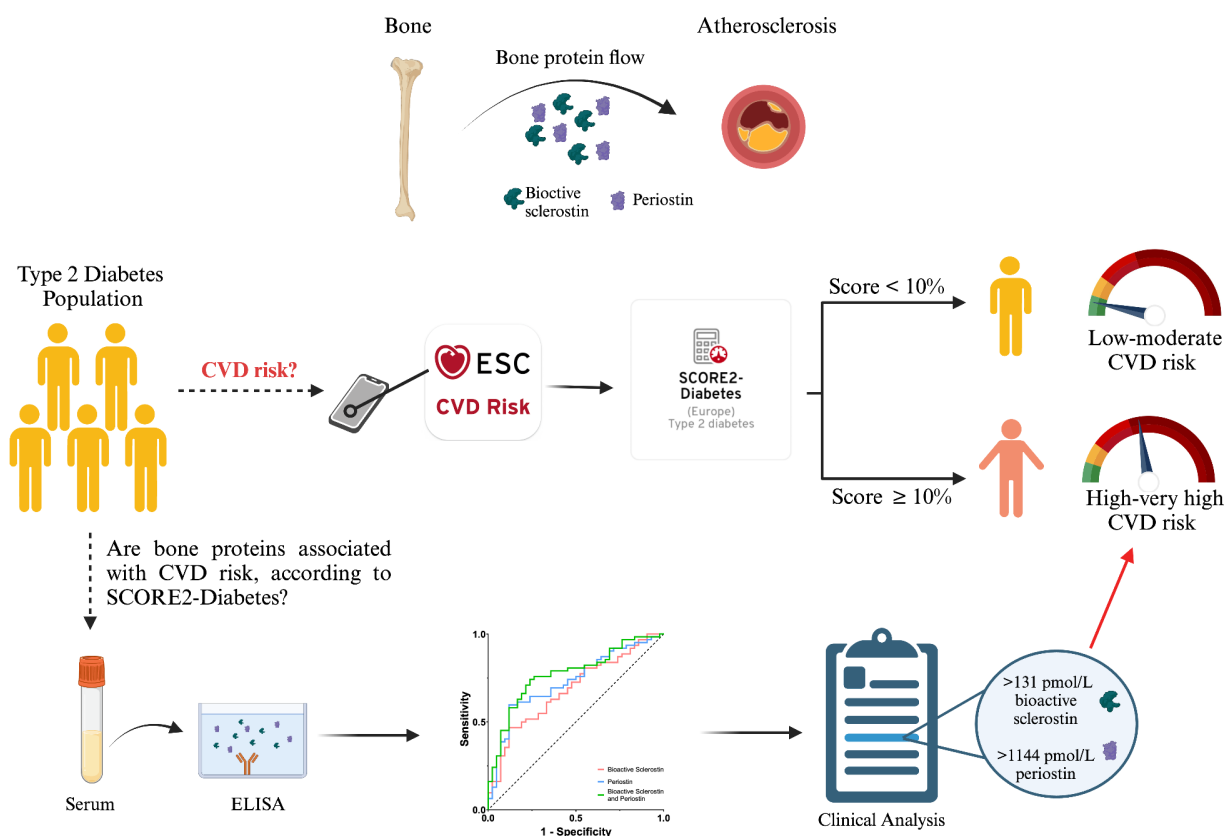 Bone
Atherosclerosis
Bone protein flow
Bioctive
sclerostin
Periostin
Type 2 Diabetes
Population
CVD risk?
ESC
CVD Risk
SCORE2-
Diabetes
(Europe)
Type 2 diabetes
Score < 10%
Low-moderate
CVD risk
Score ≥ 10%
High-very high
CVD risk
Are bone proteins associated
with CVD risk, according to
SCORE2-Diabetes?
Serum
ELISA
1.0
0.5
0.0
0.5
1.0
Sensitivity
1 - Specificity
Bioactive Sclerostin
Periostin
Bioactive Sclerostin
and Periostin
Clinical Analysis
>131 pmol/L
bioactive
sclerostin
>1144 pmol/L
periostin